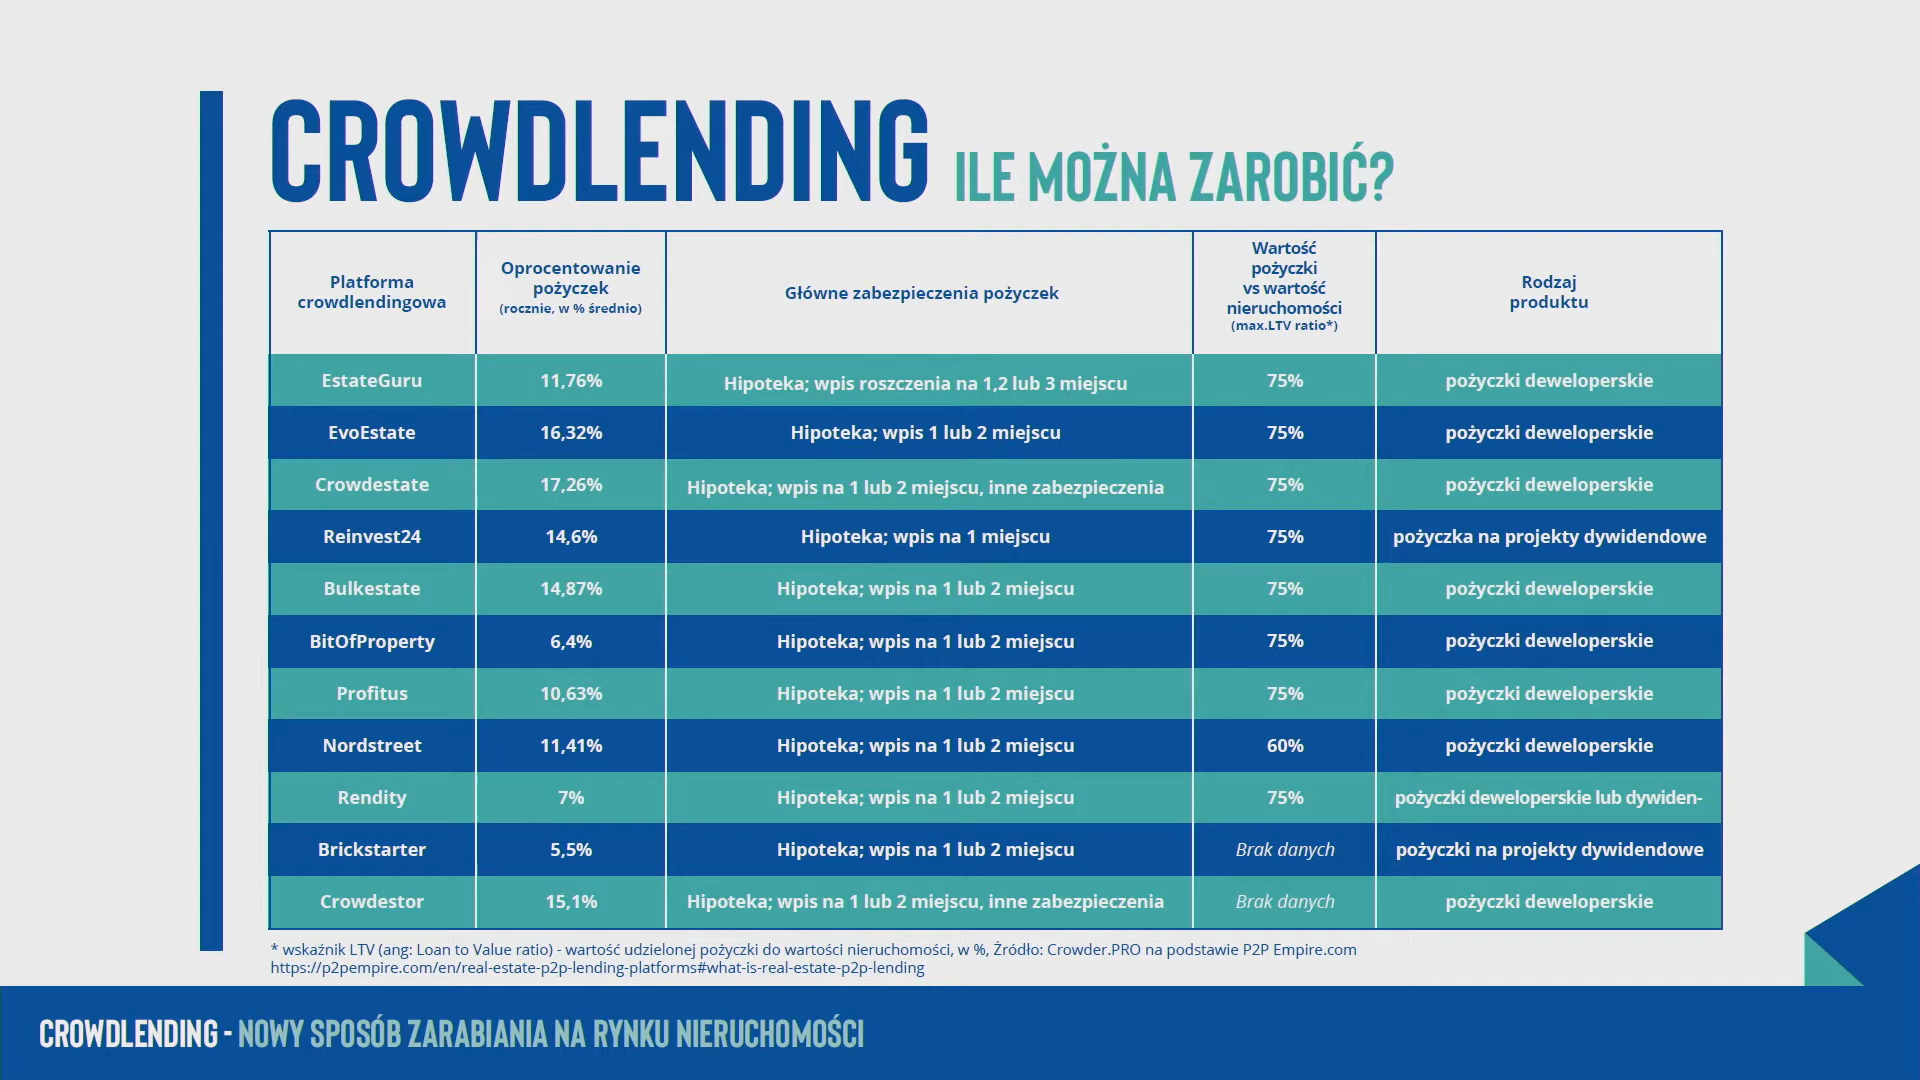 CROWDLENDING ILE MOŻNA ZAROBIĆ?
Platforma
crowdlendingowa
Oprocentowanie
pożyczek
(rocznie, w % średnio)
Główne zabezpieczenia pożyczek
Wartość
pożyczki
vs wartość
nieruchomości
(max.LTV ratio*)
Rodzaj
produktu
EstateGuru 11,76% Hipoteka; wpis roszczenia na 1,2 lub 3 miejscu 75% pożyczki deweloperskie
EvoEstate 16,32% Hipoteka; wpis 1 lub 2 miejscu 75% pożyczki deweloperskie
Crowdestate 17,26% Hipoteka; wpis na 1 lub 2 miejscu, inne zabezpieczenia 75% pożyczki deweloperskie
Reinvest24 14,6% Hipoteka; wpis na 1 miejscu 75% pożyczka na projekty dywidendowe
Bulkestate 14,87% Hipoteka; wpis na 1 lub 2 miejscu 75% pożyczki deweloperskie
BitOfProperty 6,4% Hipoteka; wpis na 1 lub 2 miejscu 75% pożyczki deweloperskie
Profitus 10,63% Hipoteka; wpis na 1 lub 2 miejscu 75% pożyczki deweloperskie
Nordstreet 11,41% Hipoteka; wpis na 1 lub 2 miejscu 60% pożyczki deweloperskie
Rendity 7% Hipoteka; wpis na 1 lub 2 miejscu 75% pożyczki deweloperskie lub dywiden-
Brickstarter 5,5% Hipoteka; wpis na 1 lub 2 miejscu Brak danych pożyczki na projekty dywidendowe
Crowdestor 15,1% Hipoteka; wpis na 1 lub 2 miejscu, inne zabezpieczenia Brak danych pożyczki deweloperskie
* wskaźnik LTV (ang: Loan to Value ratio) - wartość udzielonej pożyczki do wartości nieruchomości, w %, Źródło: Crowder.PRO na podstawie P2P Empire.com
https://p2pempire.com/en/real-estate-p2p-lending-platforms#what-is-real-estate-p2p-lending
CROWDLENDING - NOWY SPOSÓB ZARABIANIA NA RYNKU NIERUCHOMOŚCI